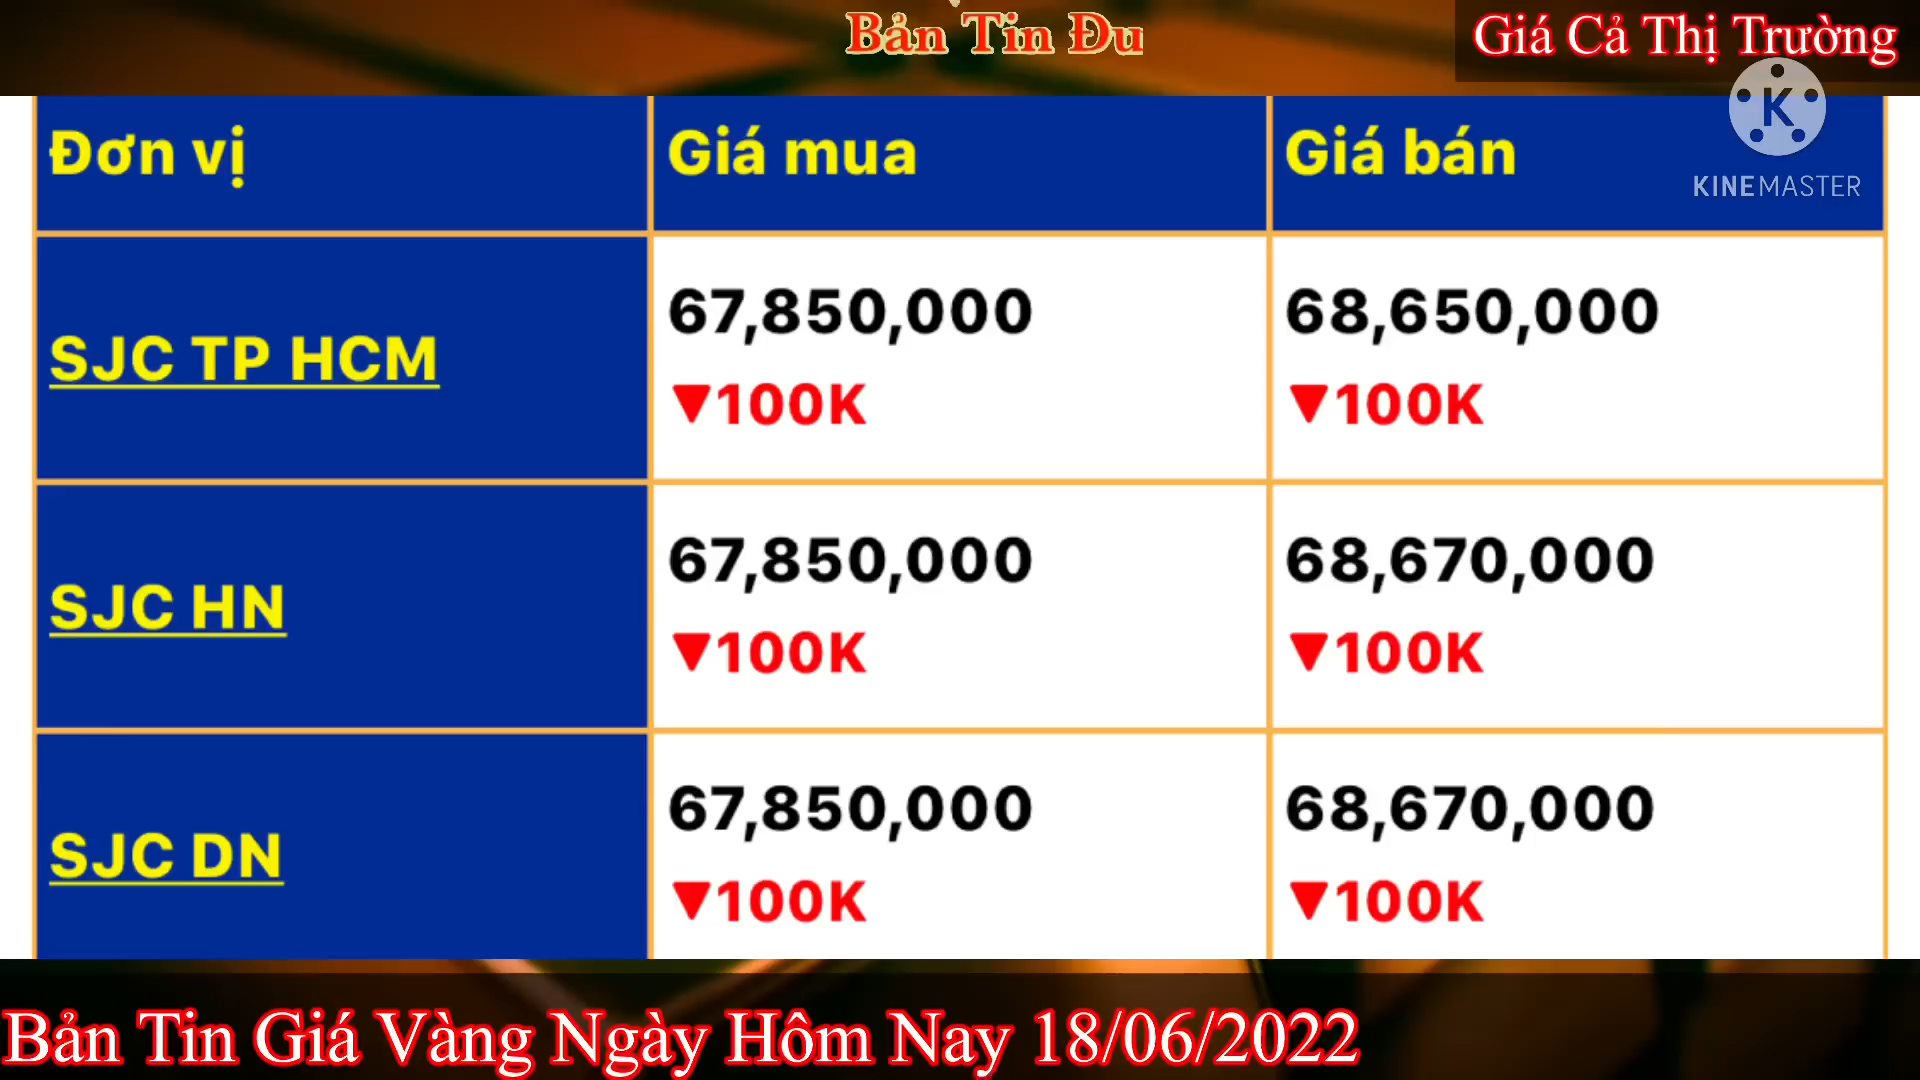 Bản Tin Đu
Giá Cả Thị Trường
KINEMASTER
Đơn vị
Giá mua
Giá bán
SJC TP HCM
67,850,000
▼100K
68,650,000
▼100K
SJC HN
67,850,000
▼100K
68,670,000
▼100K
SJC DN
67,850,000
▼100K
68,670,000
▼100K
Bản Tin Giá Vàng Ngày Hôm Nay 18/06/2022